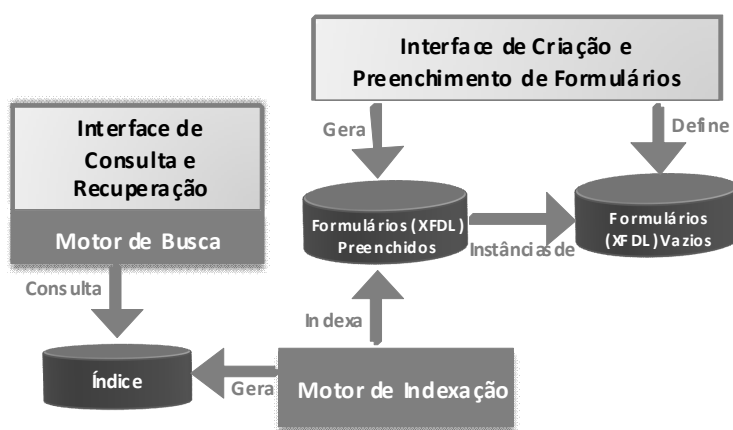 Interface de Criação e
Preenchimento de Formulários
Gera
Define
Interface de
Consulta e
Recuperação
Motor de Busca
Formulários (XFDL)
Preenchidos
Instâncias de
Formulários
(XFDL) Vazios
Consulta
Indexa
Índice
Gera
Motor de Indexação